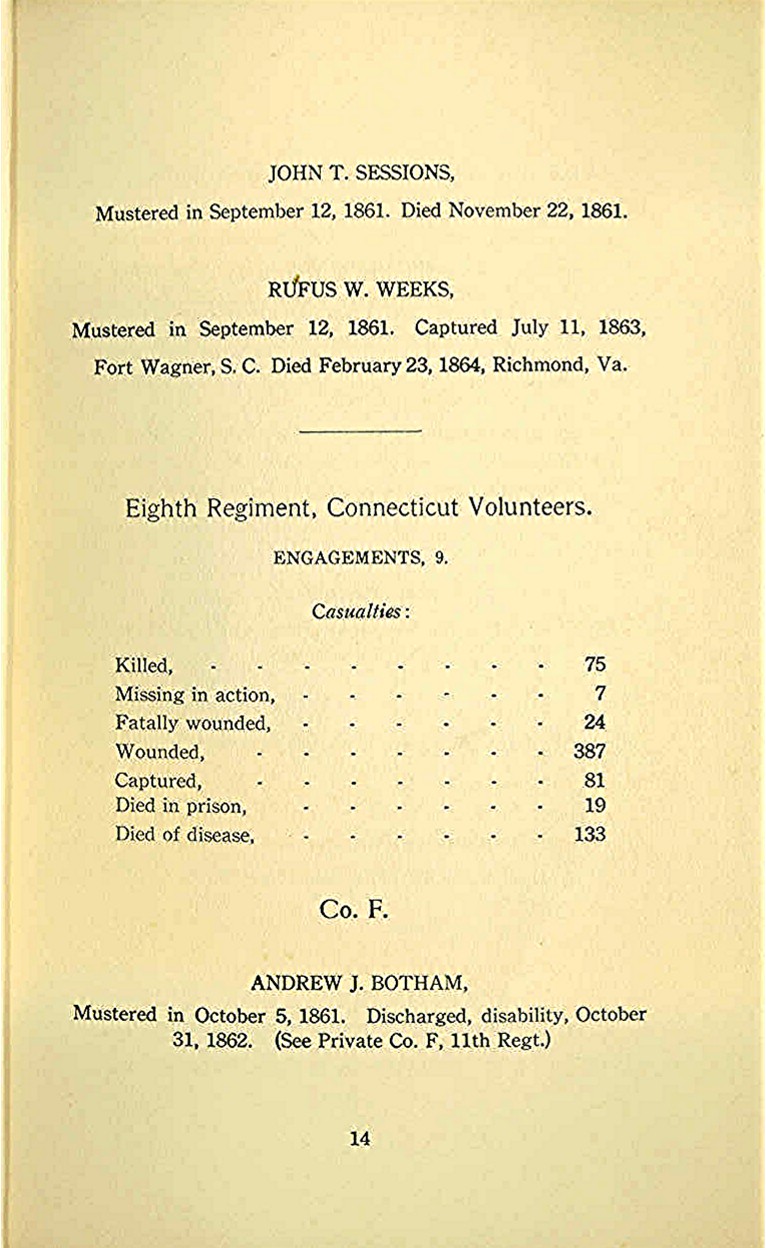 JOHN T. SESSIONS,
Mustered in September 12, 1861. Died November 22, 1861.
RUFUS W. WEEKS,
Mustered in September 12, 1861. Captured July 11, 1863,
Fort Wagner, S. C. Died February 23, 1864, Richmond, Va.
Eighth Regiment, Connecticut Volunteers.
ENGAGEMENTS, 9.
Casualties:
Killed, - - - - - - - - 75
Missing in action, - - - - - - 7
Fatally wounded, - - - - - - 24
Wounded, - - - - - - - 387
Captured, - - - - - - - 81
Died in prison, - - - - - - 19
Died of disease, - - - - - - 133
Co. F.
ANDREW J. BOTHAM,
Mustered in October 5, 1861. Discharged, disability, October
31, 1862. (See Private Co. F, 11th Regt.)
14